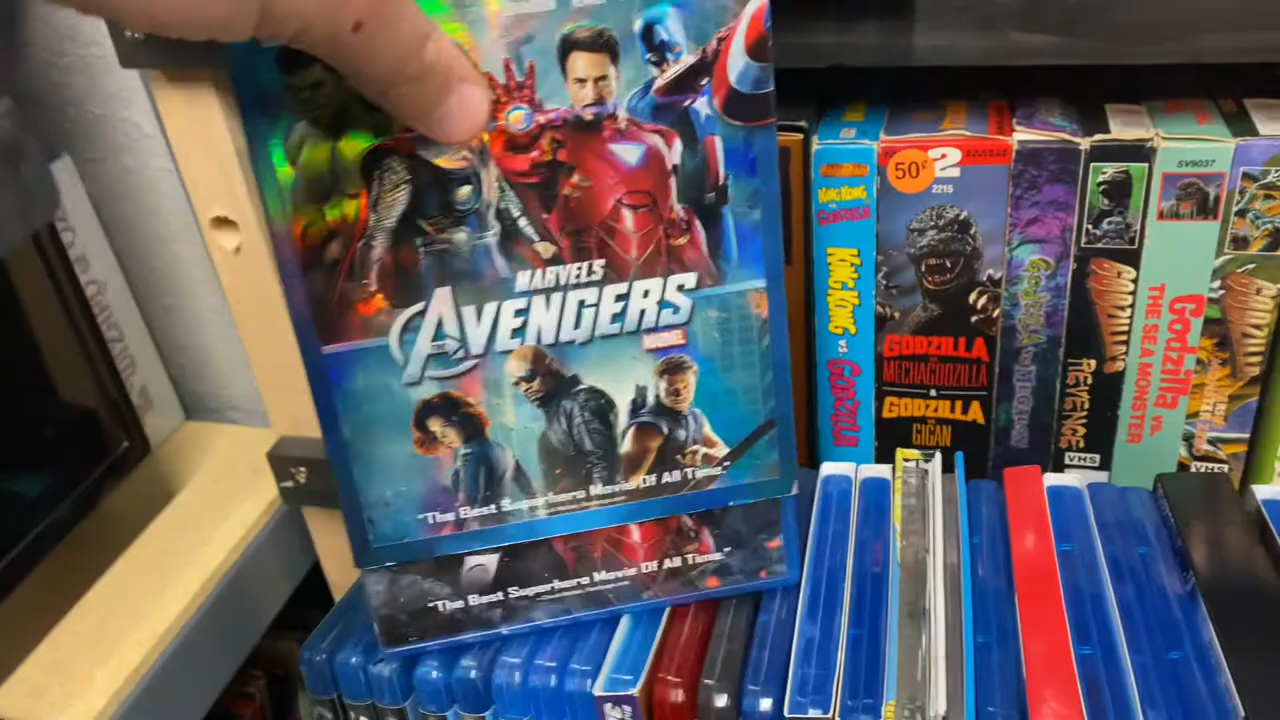 MARVEL'S
AVENGERS
MARVEL
"The Best Superhero Movie Of All Time."
"The Best Superhero Movie Of All Time."
KING KONG
VS.
GODZILLA
KING KONG
VS.
GODZILLA
50¢
2
2215
GODZILLA
VS
MECHAGODZILLA
&
GODZILLA
VS
GIGAN
GODZILLA'S
REVENGE
VHS
SV9037
Godzilla VS.
THE SEA MONSTER
GODZILLA
VHS